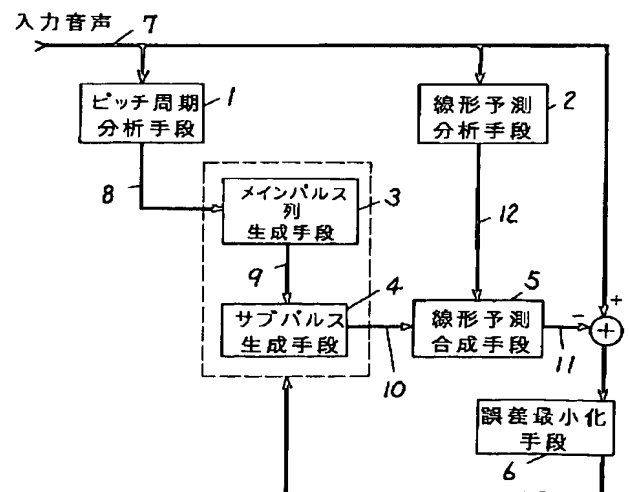 入力音声
7
ピッチ周期
分析手段
1
線形予測
分析手段
2
8
メインパルス
列
生成手段
3
12
9
サブパルス
生成手段
4
10
線形予測
合成手段
5
11
−
+
+
誤差最小化
手段
6